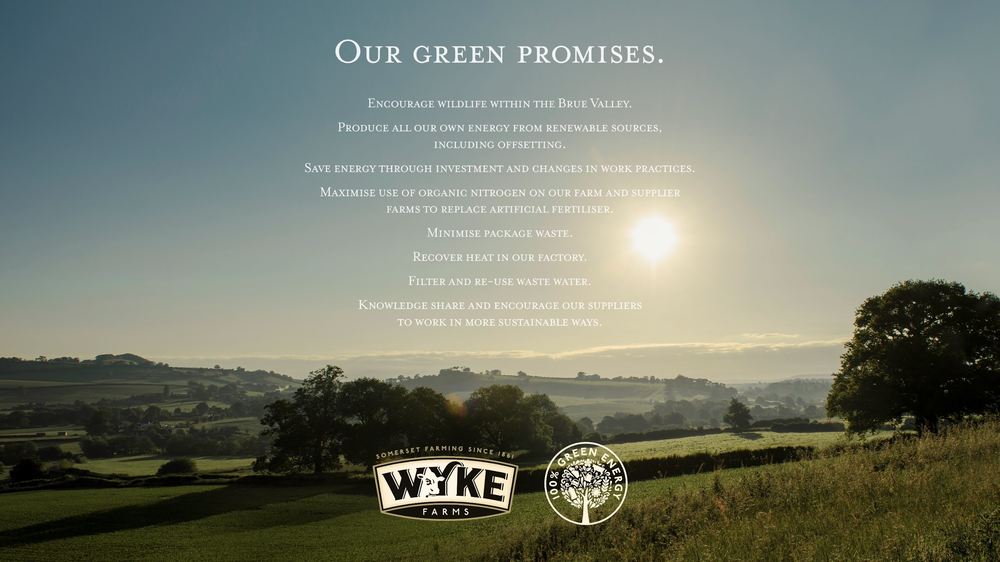 Our green promises.
Encourage wildlife within the Brue Valley.
Produce all our own energy from renewable sources,
including offsetting.
Save energy through investment and changes in work practices.
Maximise use of organic nitrogen on our farm and supplier
farms to replace artificial fertiliser.
Minimise package waste.
Recover heat in our factory.
Filter and re-use waste water.
Knowledge share and encourage our suppliers
to work in more sustainable ways.
SOMERSET FARMING SINCE 1861
WYKE
FARMS
100% GREEN ENERGY